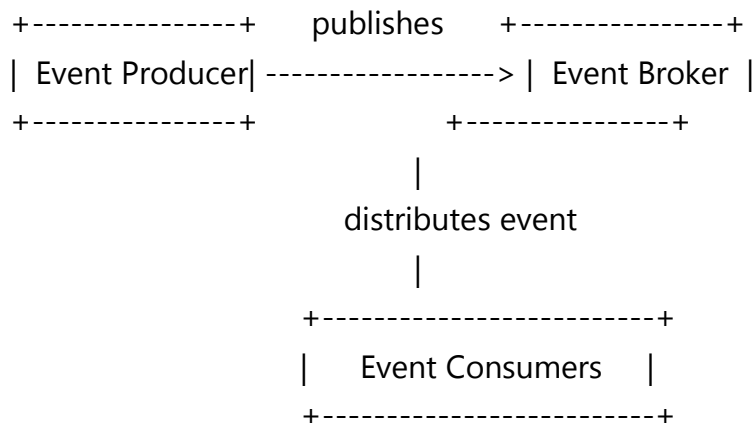 +----------------+ publishes +----------------+
| Event Producer| ------------------> | Event Broker |
+----------------+ +----------------+
|
distributes event
|
+--------------------------+
| Event Consumers |
+--------------------------+